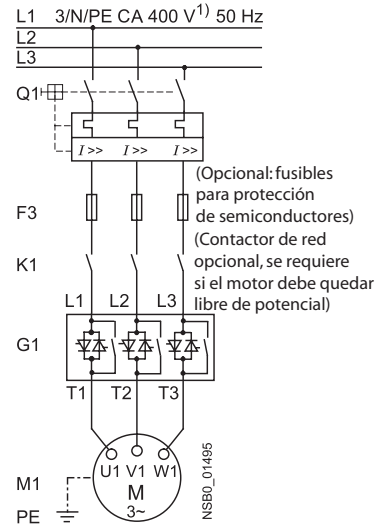 L1 3/N/PE CA 400 V1) 50 Hz
L2
L3
Q1
I>> I>> I>>
(Opcional: fusibles
para protección
de semiconductores)
F3
(Contactor de red
opcional, se requiere
si el motor debe quedar
libre de potencial)
K1
L1 L2 L3
G1
T1 T2 T3
U1 V1 W1
M
3~
M1
PE
NSB0_01495